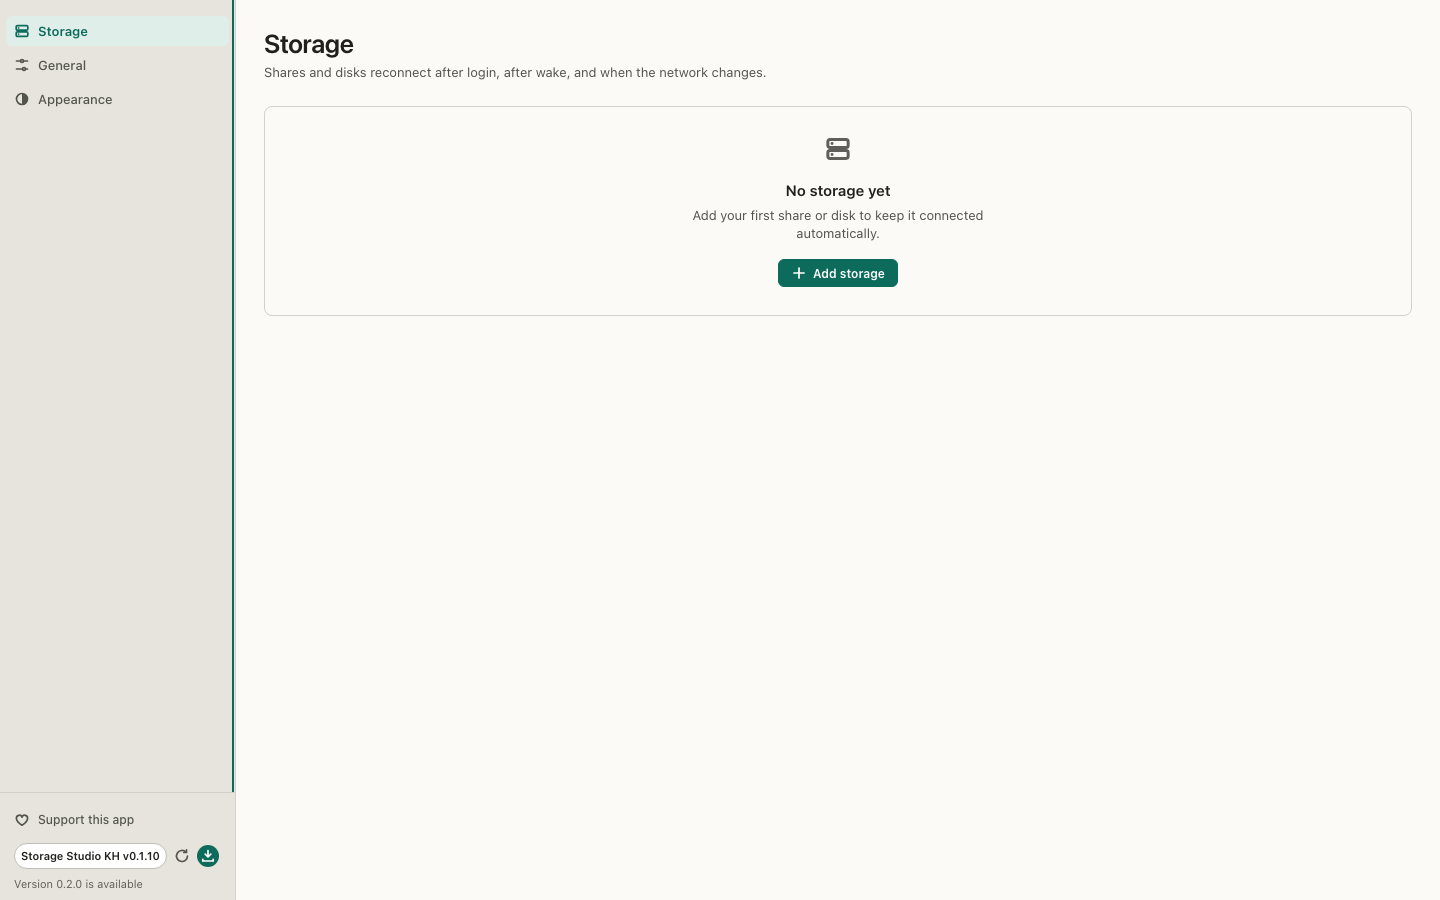 Storage
General
Appearance
Support this app
Storage Studio KH v0.1.10
Version 0.2.0 is available
Storage
Shares and disks reconnect after login, after wake, and when the network changes.
No storage yet
Add your first share or disk to keep it connected
automatically.
Add storage